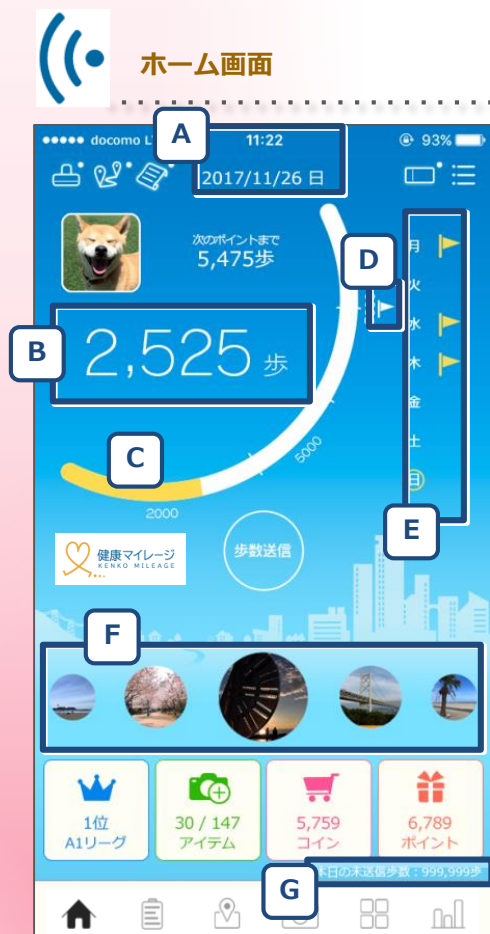 ホーム画面
A
docomo L
11:22
93%
2017/11/26 日
次のポイントまで
5,475歩
D
月
火
水
木
金
土
日
B
2,525 歩
C
5000
2000
E
健康マイレージ
KENKO MILEAGE
歩数送信
F
1位
A1リーグ
30 / 147
アイテム
5,759
コイン
6,789
ポイント
G
本日の未送信歩数：999,999歩